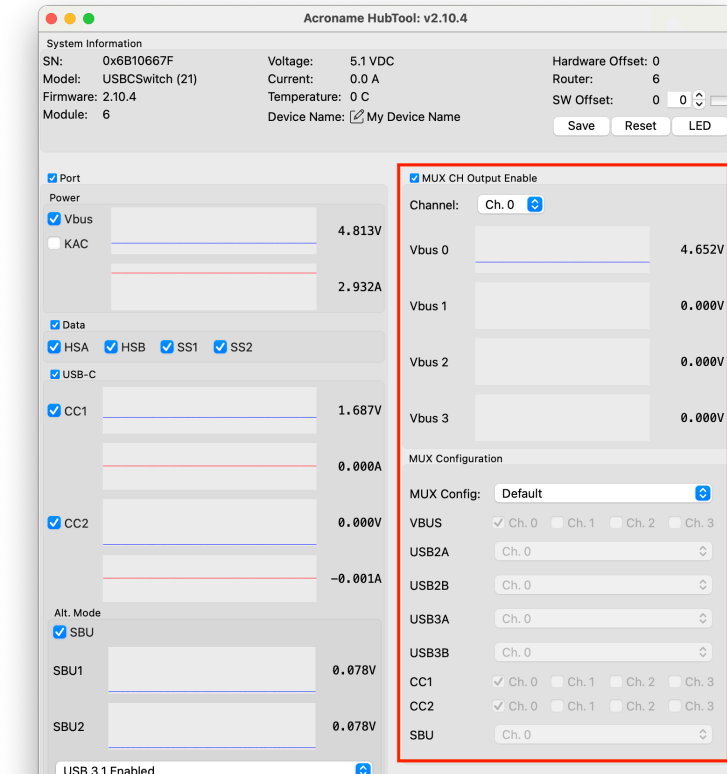 Acroname HubTool: v2.10.4
System Information
SN: 0x6B10667F
Model: USBCSwitch (21)
Firmware: 2.10.4
Module: 6
Voltage: 5.1 VDC
Current: 0.0 A
Temperature: 0 C
Device Name: My Device Name
Hardware Offset: 0
Router: 6
SW Offset: 0 0
Save Reset LED
Port
Power
Vbus
4.813V
KAC
2.932A
Data
HSA HSB SS1 SS2
USB-C
CC1
1.687V
0.000A
CC2
0.000V
-0.001A
Alt. Mode
SBU
SBU1
0.078V
SBU2
0.078V
USB 3.1 Enabled
MUX CH Output Enable
Channel: Ch. 0
Vbus 0 4.652V
Vbus 1 0.000V
Vbus 2 0.000V
Vbus 3 0.000V
MUX Configuration
MUX Config: Default
VBUS Ch. 0 Ch. 1 Ch. 2 Ch. 3
USB2A Ch. 0
USB2B Ch. 0
USB3A Ch. 0
USB3B Ch. 0
CC1 Ch. 0 Ch. 1 Ch. 2 Ch. 3
CC2 Ch. 0 Ch. 1 Ch. 2 Ch. 3
SBU Ch. 0